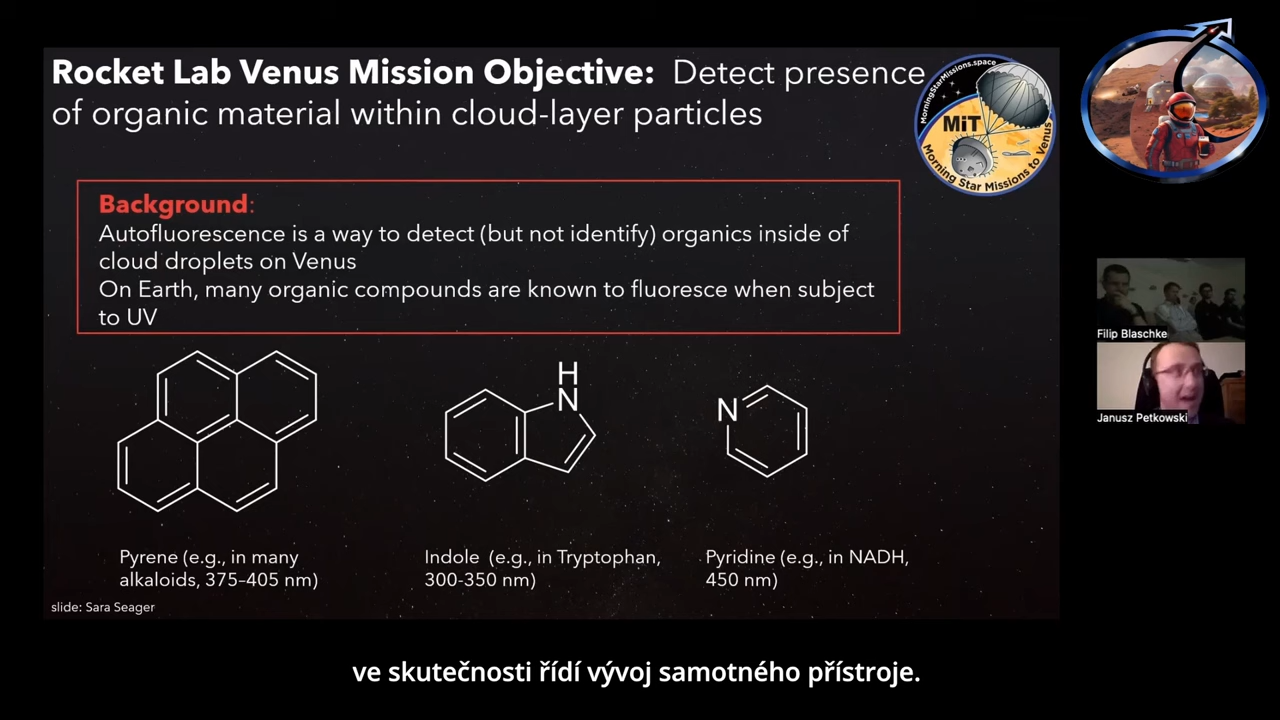 Rocket Lab Venus Mission Objective: Detect presence
of organic material within cloud-layer particles
MorningStarMissions.space
MiT
Morning Star Missions to Venus
Background:
Autofluorescence is a way to detect (but not identify) organics inside of
cloud droplets on Venus
On Earth, many organic compounds are known to fluoresce when subject
to UV
H
N
N
Pyrene (e.g., in many
alkaloids, 375–405 nm)
Indole (e.g., in Tryptophan,
300-350 nm)
Pyridine (e.g., in NADH,
450 nm)
slide: Sara Seager
Filip Blaschke
Janusz Petkowski
ve skutečnosti řídí vývoj samotného přístroje.